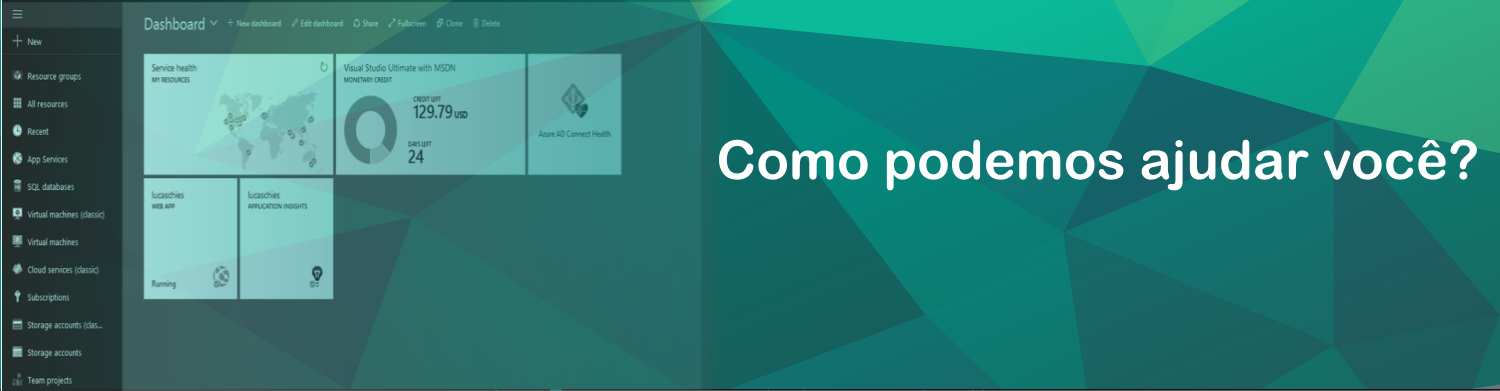 Dashboard
New dashboard
Edit dashboard
Share
Fullscreen
Clone
Delete
New
Resource groups
All resources
Recent
App Services
SQL databases
Virtual machines (classic)
Virtual machines
Cloud services (classic)
Subscriptions
Storage accounts (clas...
Storage accounts
Team projects
Service health
MY RESOURCES
Visual Studio Ultimate with MSDN
MONETARY CREDIT
CREDIT LEFT
129.79 USD
DAYS LEFT
24
Azure AD Connect Health
lucaschies
WEB APP
Running
lucaschies
APPLICATION INSIGHTS
Como podemos ajudar você?